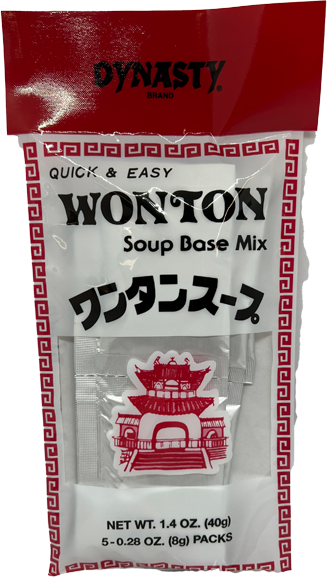 DYNASTY®
BRAND
QUICK & EASY
WONTON
Soup Base Mix
ワンタンスープ
NET WT. 1.4 OZ. (40g)
5-0.28 OZ. (8g) PACKS